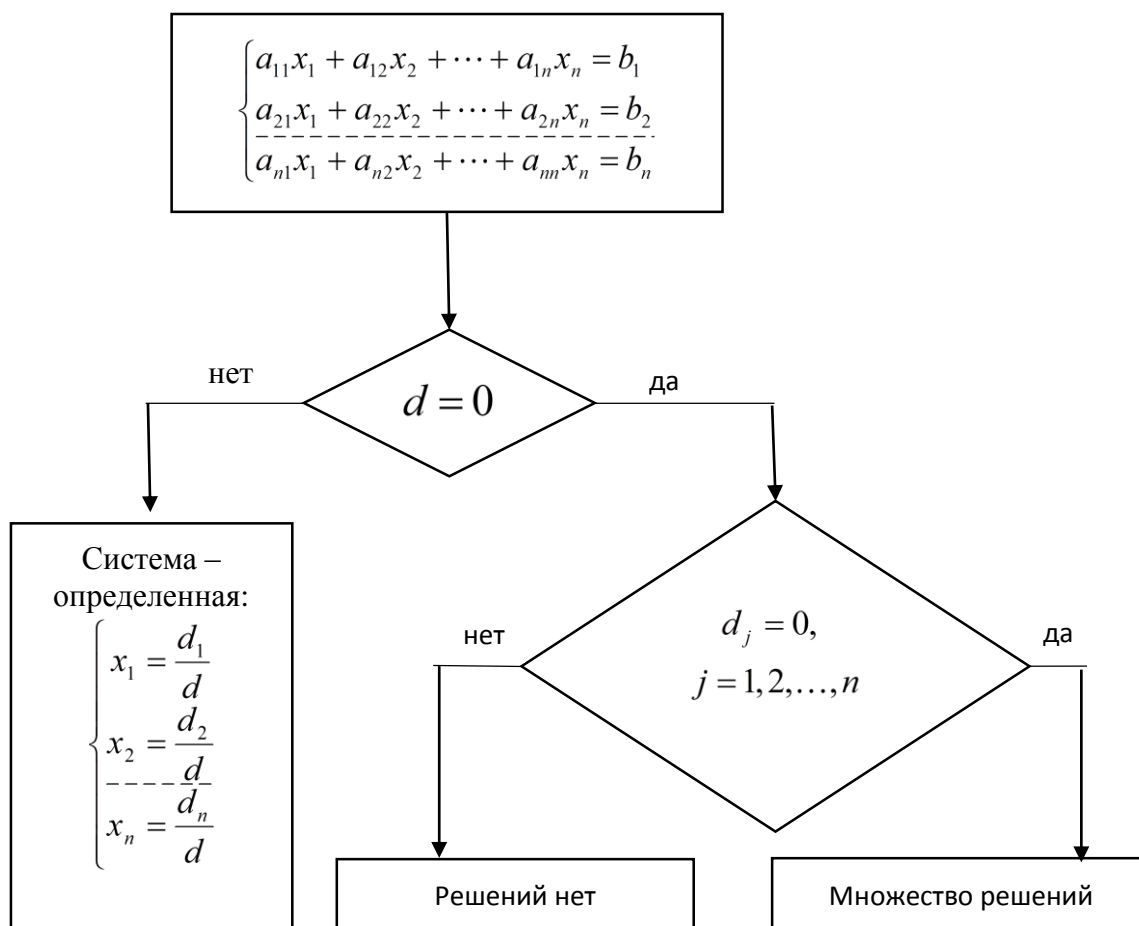 a₁₁x₁ + a₁₂x₂ + ⋯ + a₁ₙxₙ = b₁
a₂₁x₁ + a₂₂x₂ + ⋯ + a₂ₙxₙ = b₂
aₙ₁x₁ + aₙ₂x₂ + ⋯ + aₙₙxₙ = bₙ
нет
d = 0
да
Система –
определенная:
x₁ = d₁/d
x₂ = d₂/d
xₙ = dₙ/d
нет
dⱼ = 0,
j = 1, 2, …, n
да
Решений нет
Множество решений